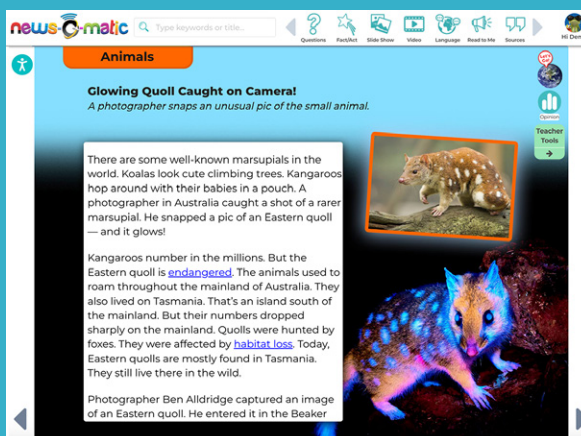 news-O-matic
Type keywords or title...
Questions
Fact/Act
Slide Show
Video
Language
Read to Me
Sources
Hi Dem
Animals
LET'S GO!
Opinion
Teacher
Tools
Glowing Quoll Caught on Camera!
A photographer snaps an unusual pic of the small animal.
There are some well-known marsupials in the
world. Koalas look cute climbing trees. Kangaroos
hop around with their babies in a pouch. A
photographer in Australia caught a shot of a rarer
marsupial. He snapped a pic of an Eastern quoll
— and it glows!
Kangaroos number in the millions. But the
Eastern quoll is endangered. The animals used to
roam throughout the mainland of Australia. They
also lived on Tasmania. That's an island south of
the mainland. But their numbers dropped
sharply on the mainland. Quolls were hunted by
foxes. They were affected by habitat loss. Today,
Eastern quolls are mostly found in Tasmania.
They still live there in the wild.
Photographer Ben Alldridge captured an image
of an Eastern quoll. He entered it in the Beaker